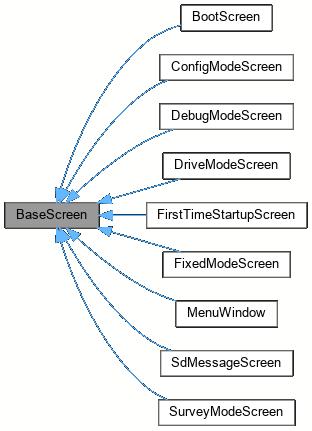 BootScreen
ConfigModeScreen
DebugModeScreen
DriveModeScreen
BaseScreen
FirstTimeStartupScreen
FixedModeScreen
MenuWindow
SdMessageScreen
SurveyModeScreen